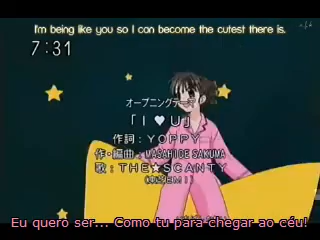 I'm being like you so I can become the cutest there is.
7:31
オープニングテーマ
「I♥U」
作詞：YOPPY
作・編曲：MASAHIDE SAKUMA
歌：THE★SCANTY
Eu quero ser... Como tu para chegar ao céu!